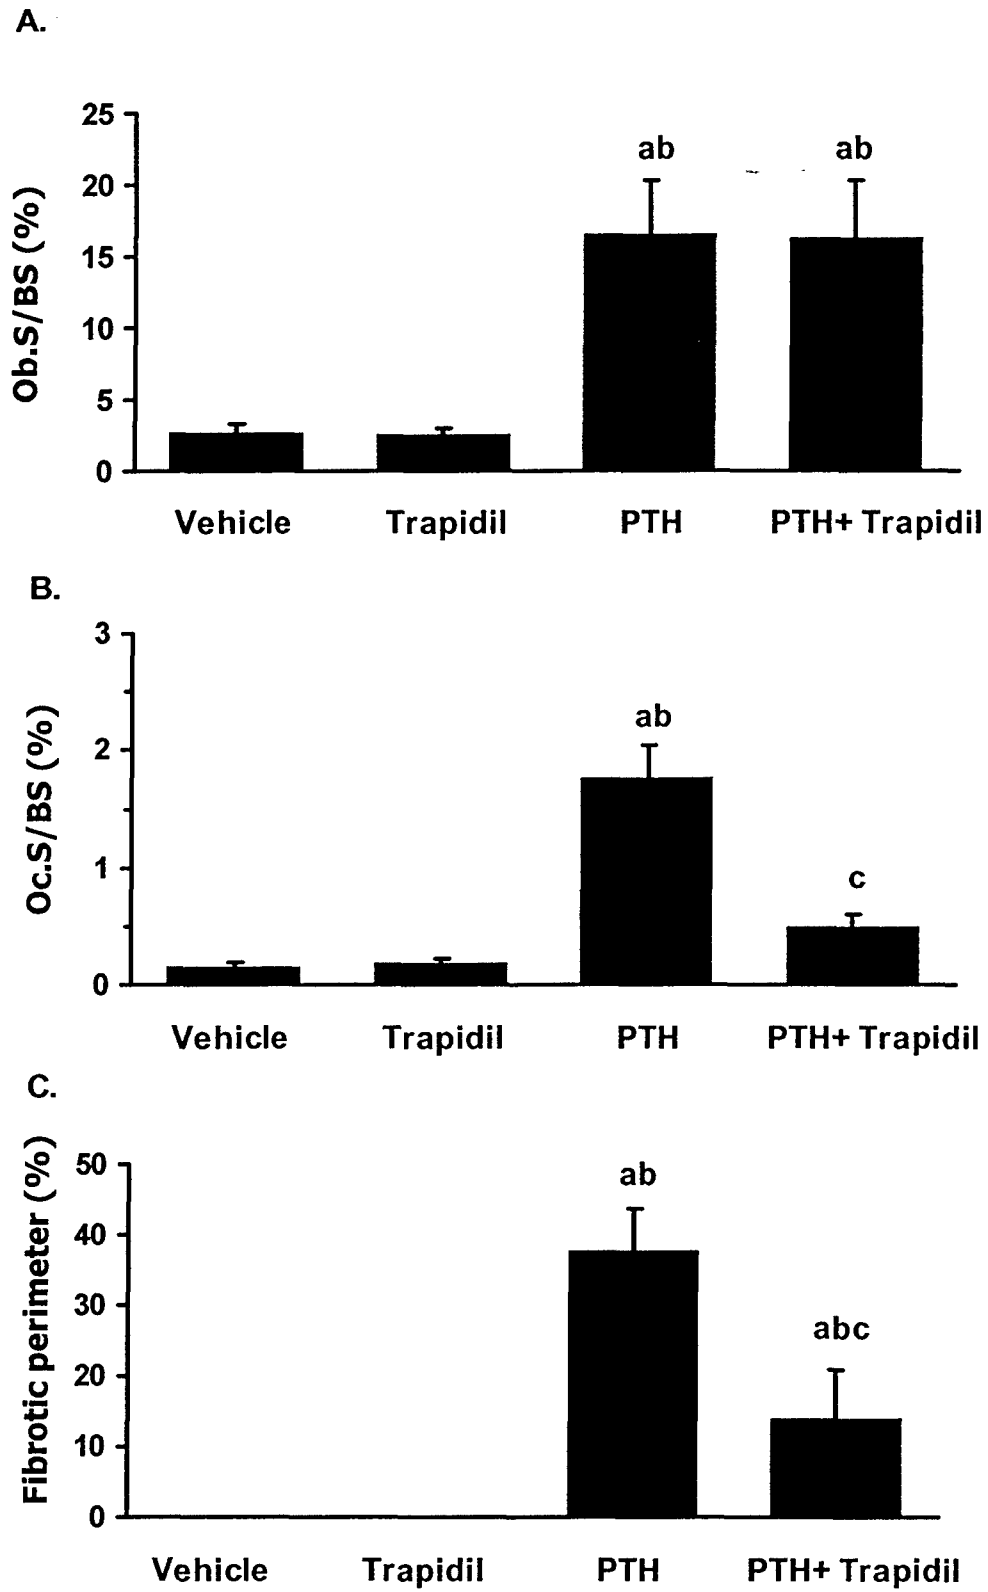 A.
Ob.S/BS (%)
25
20
15
10
5
0
ab
ab
Vehicle
Trapidil
PTH
PTH+ Trapidil
B.
Oc.S/BS (%)
3
2
1
0
ab
c
Vehicle
Trapidil
PTH
PTH+ Trapidil
C.
Fibrotic perimeter (%)
50
40
30
20
10
0
ab
abc
Vehicle
Trapidil
PTH
PTH+ Trapidil